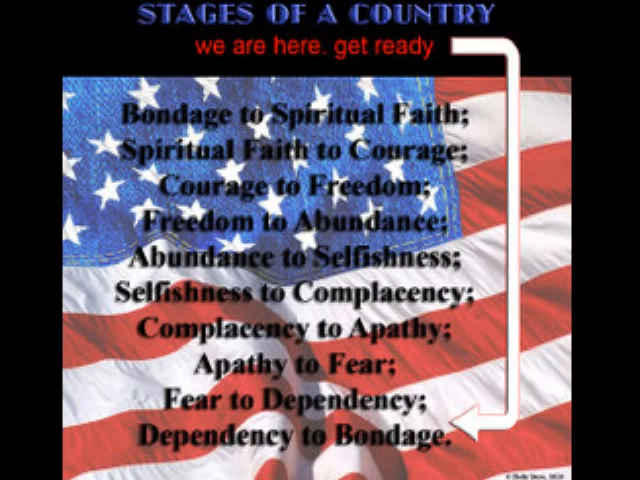 STAGES OF A COUNTRY
we are here. get ready
Bondage to Spiritual Faith;
Spiritual Faith to Courage;
Courage to Freedom;
Freedom to Abundance;
Abundance to Selfishness;
Selfishness to Complacency;
Complacency to Apathy;
Apathy to Fear;
Fear to Dependency;
Dependency to Bondage.